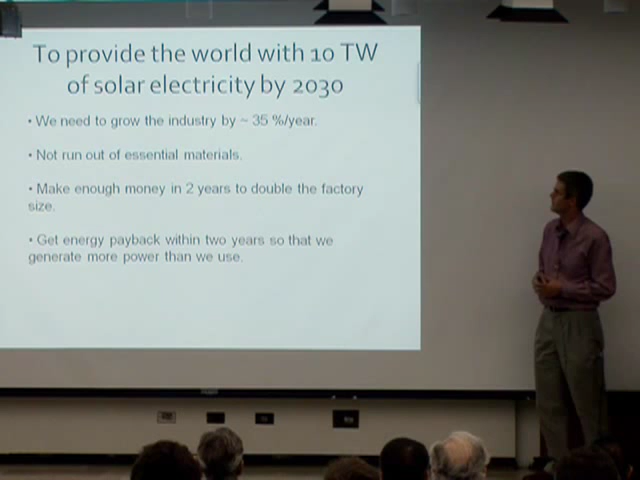 To provide the world with 10 TW
of solar electricity by 2030
• We need to grow the industry by ~ 35 %/year.
• Not run out of essential materials.
• Make enough money in 2 years to double the factory
size.
• Get energy payback within two years so that we
generate more power than we use.